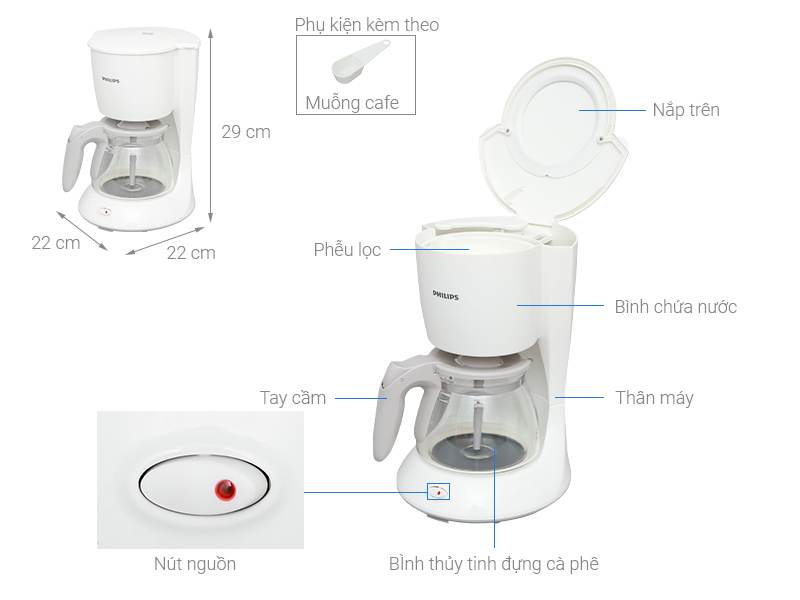 Phụ kiện kèm theo
Muỗng cafe
PHILIPS
29 cm
22 cm
22 cm
Nắp trên
Phễu lọc
PHILIPS
Bình chứa nước
Tay cầm
Thân máy
Nút nguồn
BÌnh thủy tinh đựng cà phê